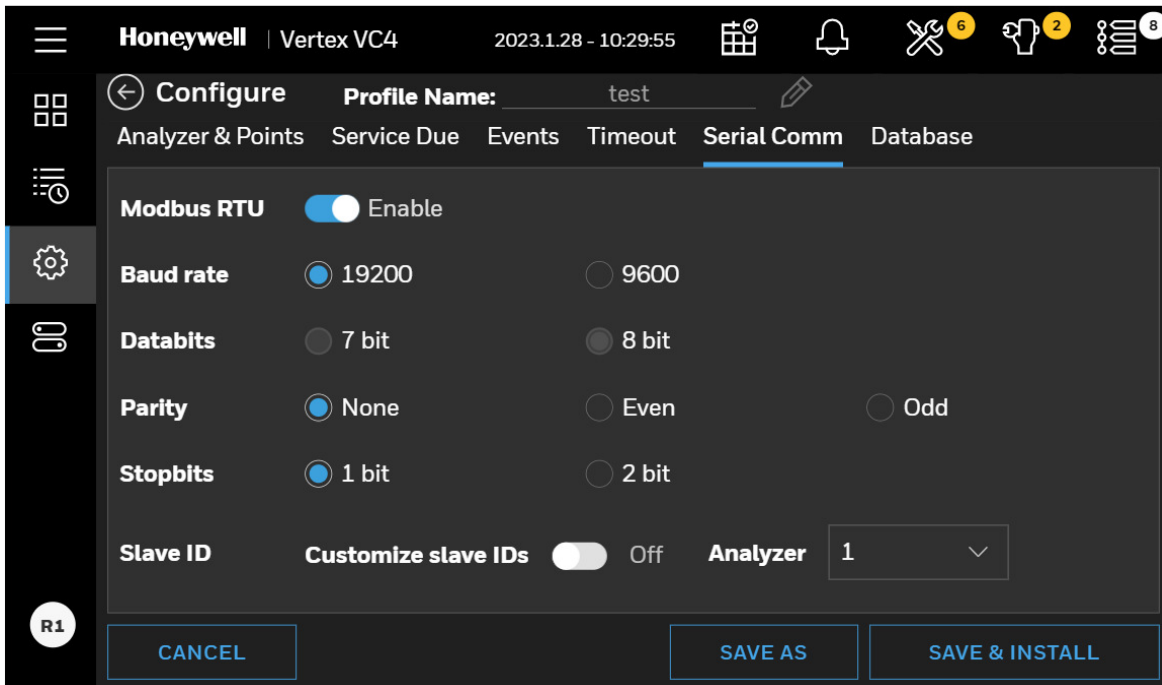 Honeywell | Vertex VC4 2023.1.28 - 10:29:55 6 2 8
Configure Profile Name: test
Analyzer & Points Service Due Events Timeout Serial Comm Database
Modbus RTU Enable
Baud rate 19200 9600
Databits 7 bit 8 bit
Parity None Even Odd
Stopbits 1 bit 2 bit
Slave ID Customize slave IDs Off Analyzer 1
R1
CANCEL SAVE AS SAVE & INSTALL